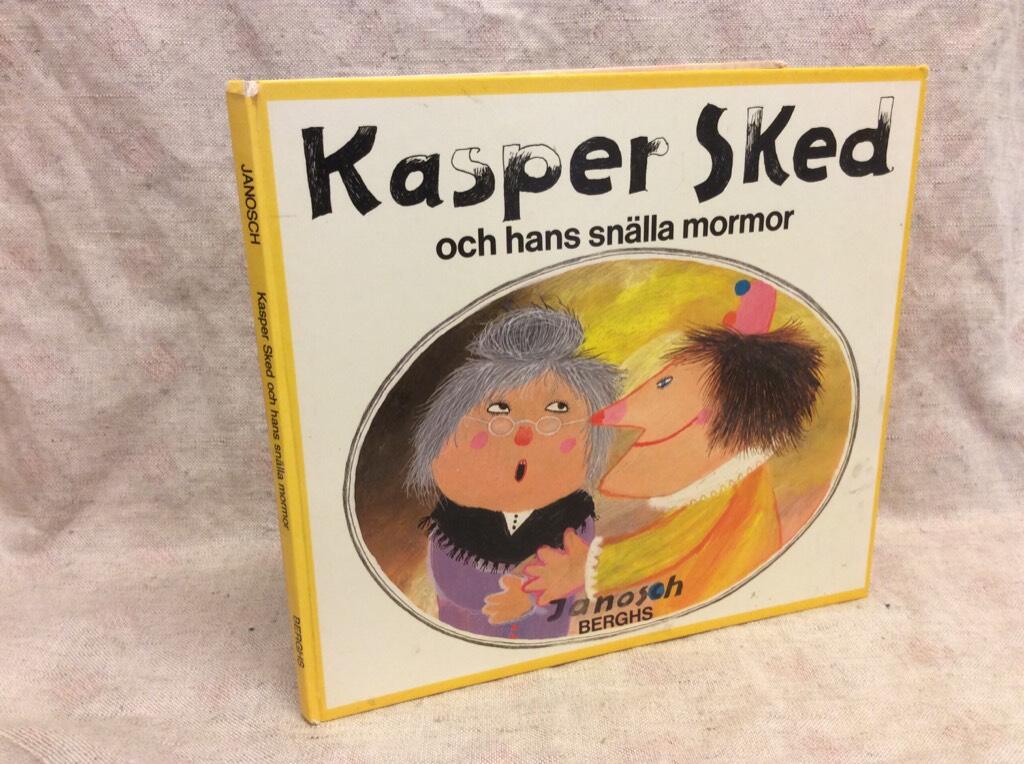 Kasper Sked
och hans snälla mormor
Janosch
BERGHS
JANOSCH Kasper Sked och hans snälla mormor BERGHS